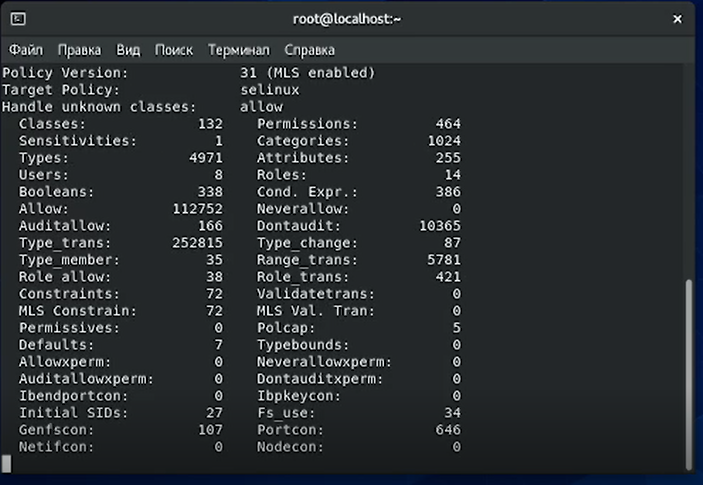 root@localhost:~
Файл Правка Вид Поиск Терминал Справка
Policy Version: 31 (MLS enabled)
Target Policy: selinux
Handle unknown classes: allow
Classes: 132 Permissions: 464
Sensitivities: 1 Categories: 1024
Types: 4971 Attributes: 255
Users: 8 Roles: 14
Booleans: 338 Cond. Expr.: 386
Allow: 112752 Neverallow: 0
Auditallow: 166 Dontaudit: 10365
Type_trans: 252815 Type_change: 87
Type_member: 35 Range_trans: 5781
Role allow: 38 Role_trans: 421
Constraints: 72 Validatetrans: 0
MLS Constrain: 72 MLS Val. Tran: 0
Permissives: 0 Polcap: 5
Defaults: 7 Typebounds: 0
Allowxperm: 0 Neverallowxperm: 0
Auditallowxperm: 0 Dontauditxperm: 0
Ibendportcon: 0 Ibpkeycon: 0
Initial SIDs: 27 Fs_use: 34
Genfscon: 107 Portcon: 646
Netifcon: 0 Nodecon: 0